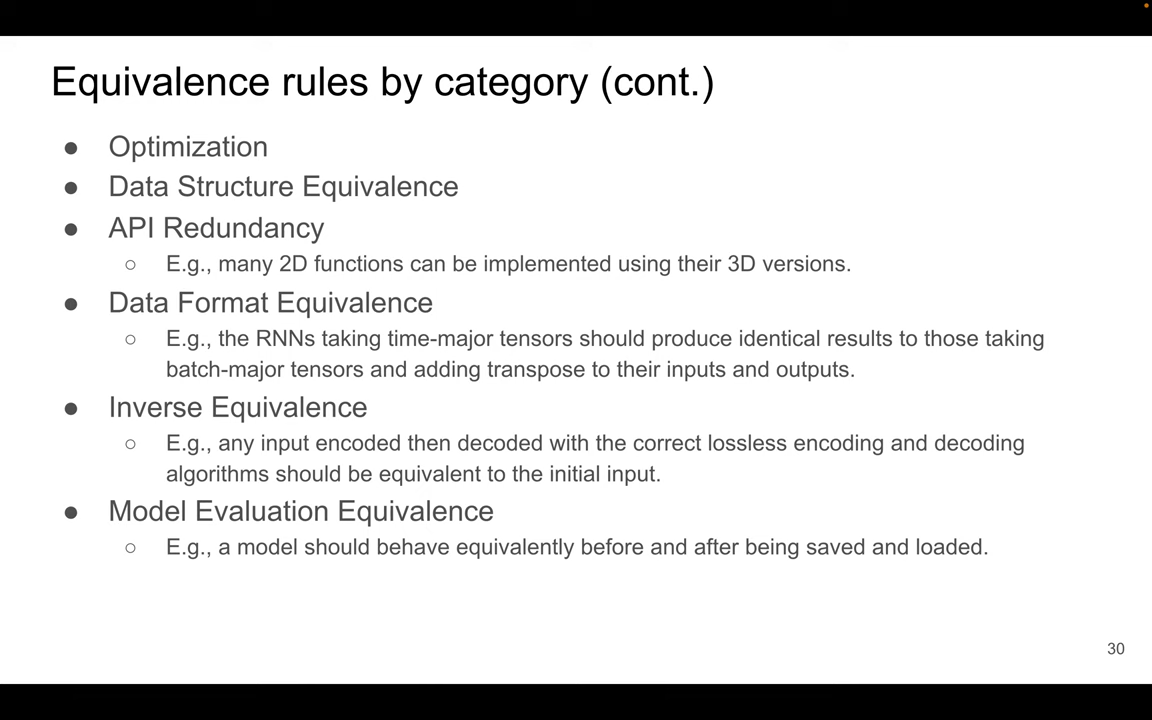 Equivalence rules by category (cont.)
● Optimization
● Data Structure Equivalence
● API Redundancy
○ E.g., many 2D functions can be implemented using their 3D versions.
● Data Format Equivalence
○ E.g., the RNNs taking time-major tensors should produce identical results to those taking
batch-major tensors and adding transpose to their inputs and outputs.
● Inverse Equivalence
○ E.g., any input encoded then decoded with the correct lossless encoding and decoding
algorithms should be equivalent to the initial input.
● Model Evaluation Equivalence
○ E.g., a model should behave equivalently before and after being saved and loaded.
30